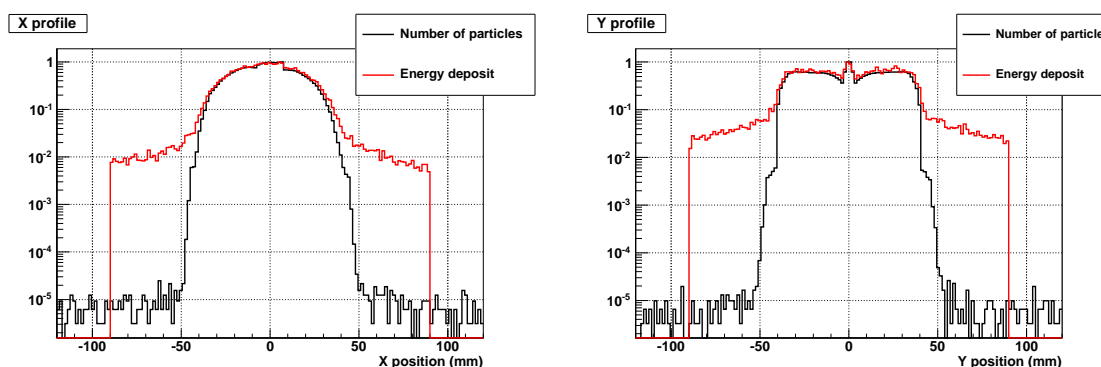 X profile
Number of particles
Energy deposit
1
10-1
10-2
10-3
10-4
10-5
-100 -50 0 50 100
X position (mm)
Y profile
Number of particles
Energy deposit
1
10-1
10-2
10-3
10-4
10-5
-100 -50 0 50 100
Y position (mm)